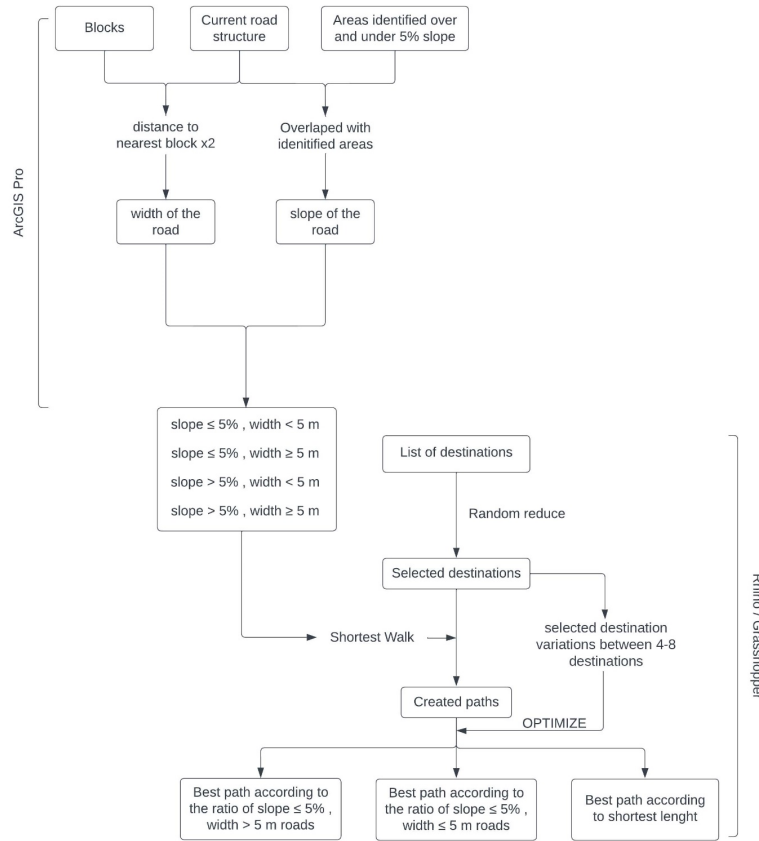 Blocks
Current road
structure
Areas identified over
and under 5% slope
distance to
nearest block x2
Overlaped with
idenitified areas
ArcGIS Pro
width of the
road
slope of the
road
slope ≤ 5% , width < 5 m
slope ≤ 5% , width ≥ 5 m
slope > 5% , width < 5 m
slope > 5% , width ≥ 5 m
List of destinations
Random reduce
Selected destinations
Rhino / Grasshopper
Shortest Walk
selected destination
variations between 4-8
destinations
Created paths
OPTIMIZE
Best path according to
the ratio of slope ≤ 5% ,
width > 5 m roads
Best path according to
the ratio of slope ≤ 5% ,
width ≤ 5 m roads
Best path according
to shortest lenght